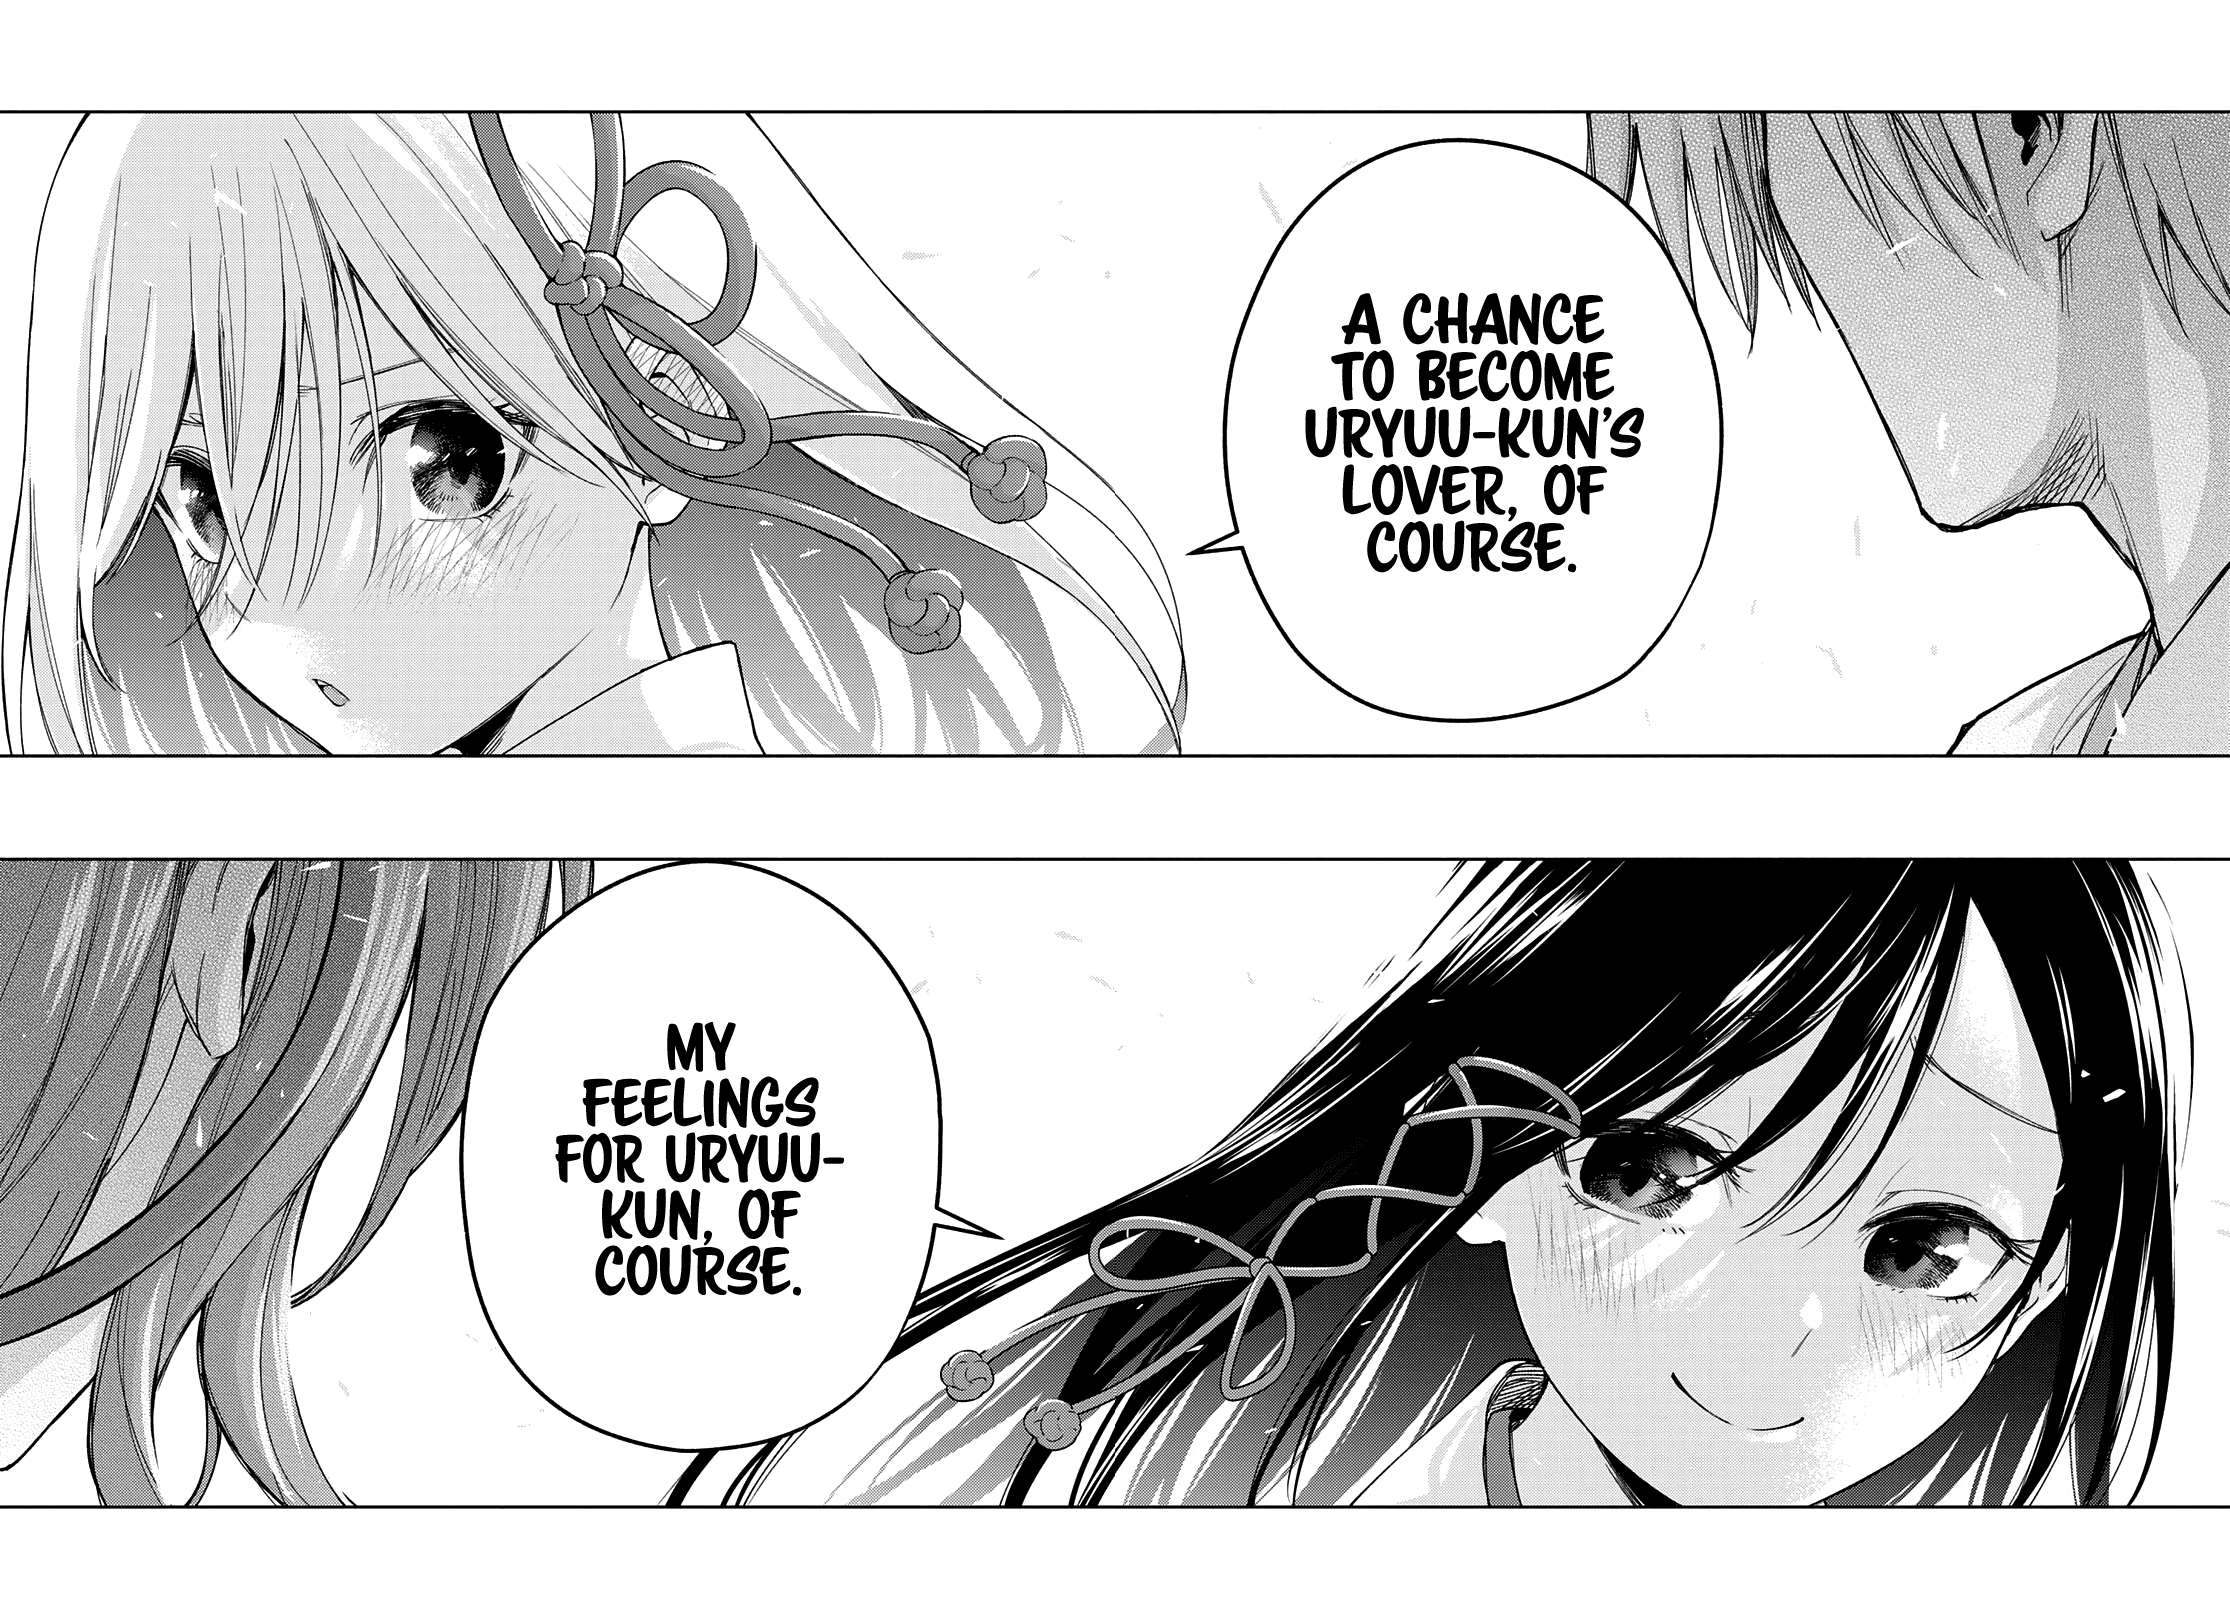 A CHANCE
TO BECOME
URYUU-KUN'S
LOVER, OF
COURSE.
MY
FEELINGS
FOR URYUU-
KUN, OF
COURSE.